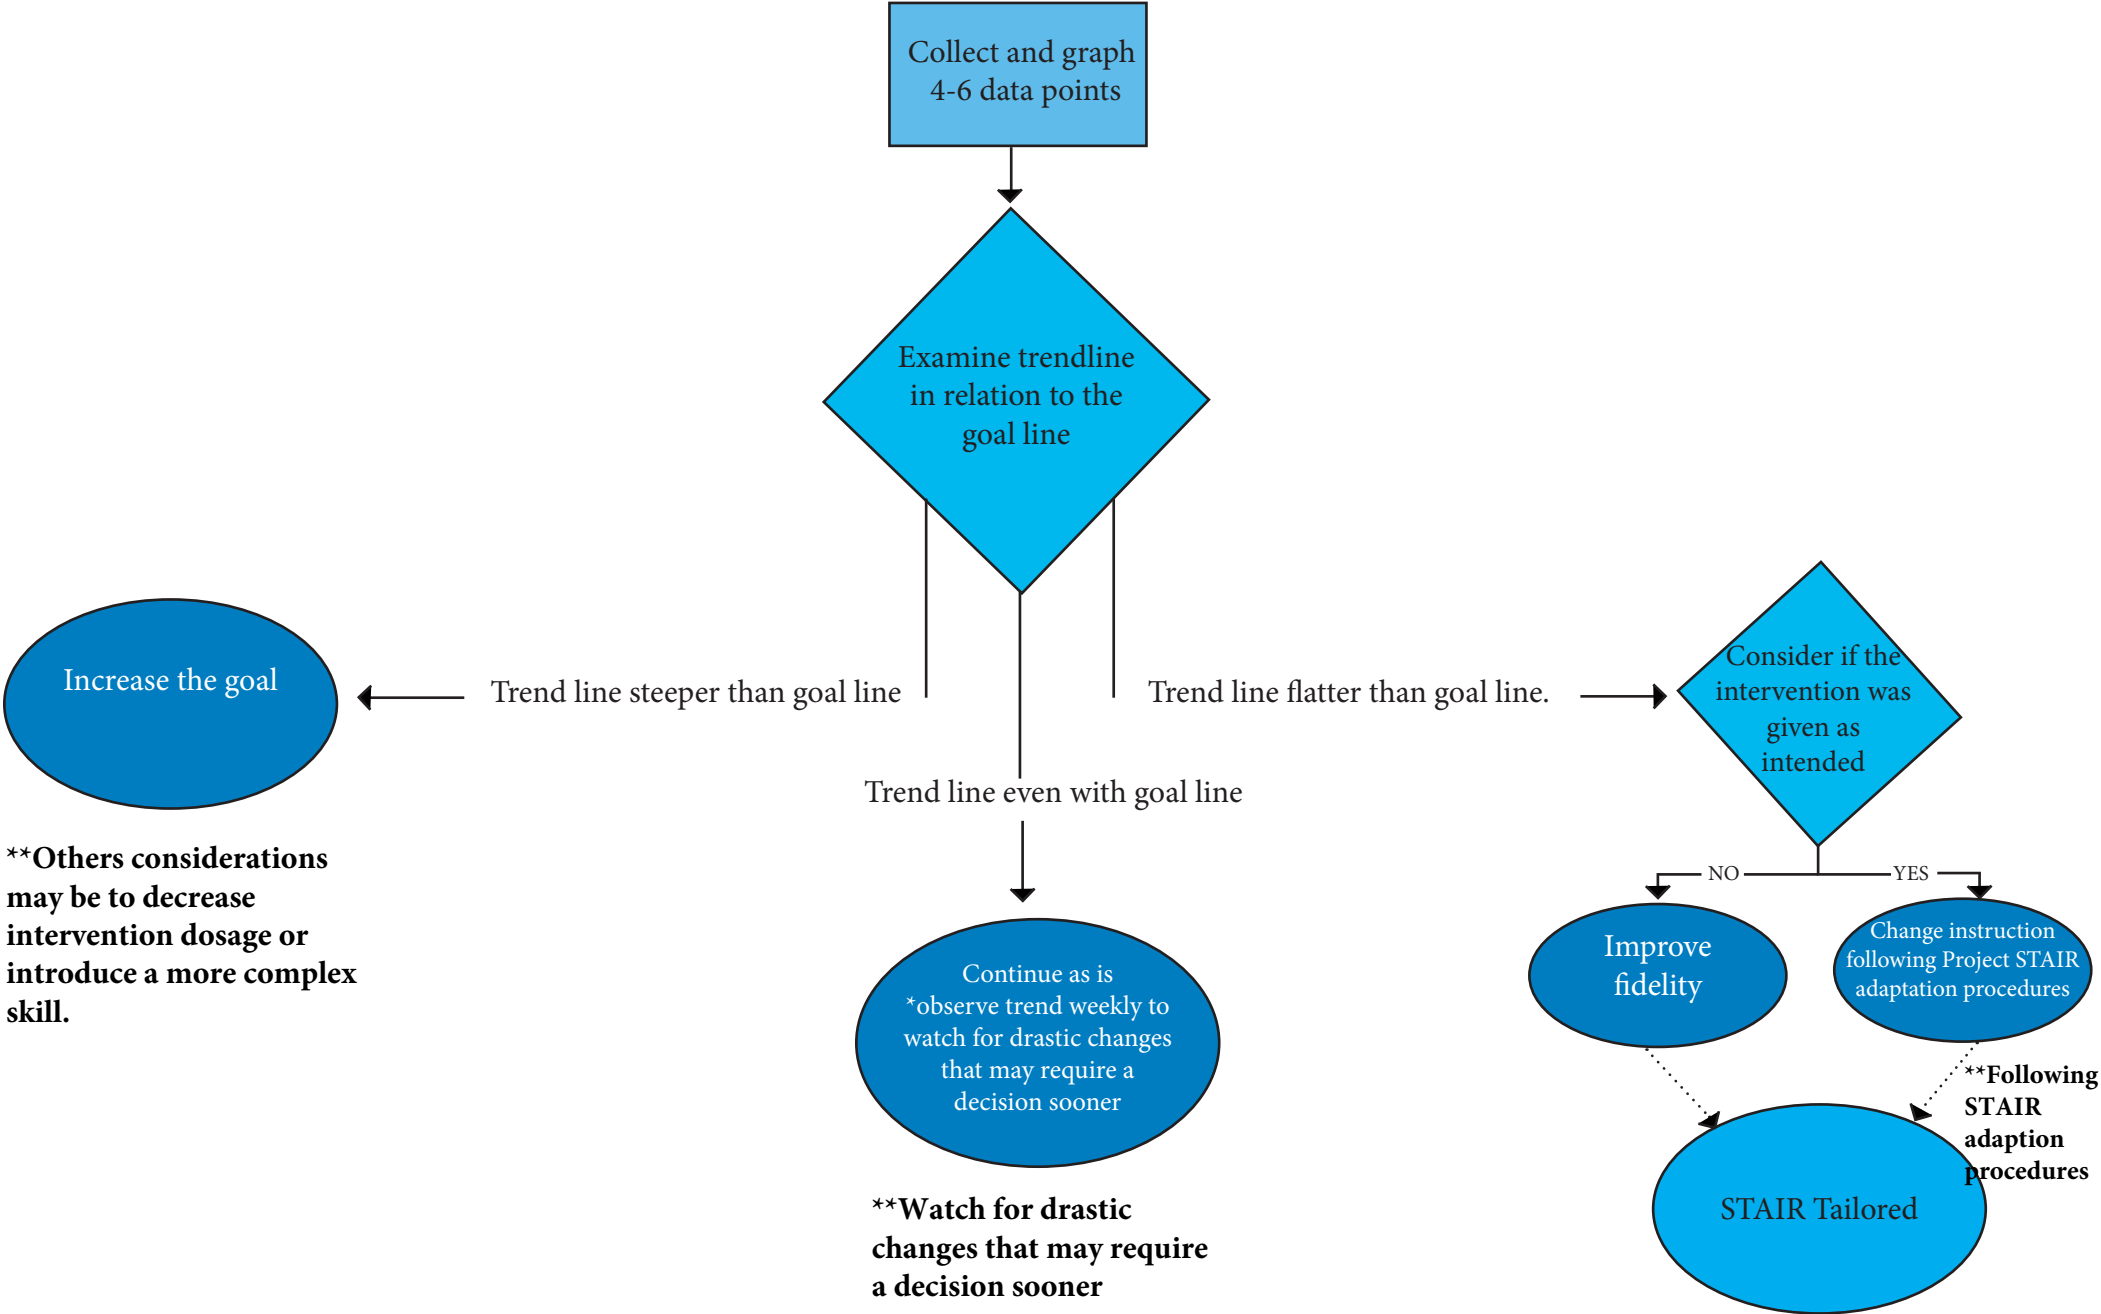 Collect and graph
4-6 data points
Examine trendline
in relation to the
goal line
Increase the goal
Trend line steeper than goal line
Trend line flatter than goal line.
Consider if the
intervention was
given as
intended
Trend line even with goal line
**Others considerations
may be to decrease
intervention dosage or
introduce a more complex
skill.
NO
YES
Improve
fidelity
Change instruction
following Project STAIR
adaptation procedures
Continue as is
*observe trend weekly to
watch for drastic changes
that may require a
decision sooner
**Following
STAIR
adaption
procedures
STAIR Tailored
**Watch for drastic
changes that may require
a decision sooner